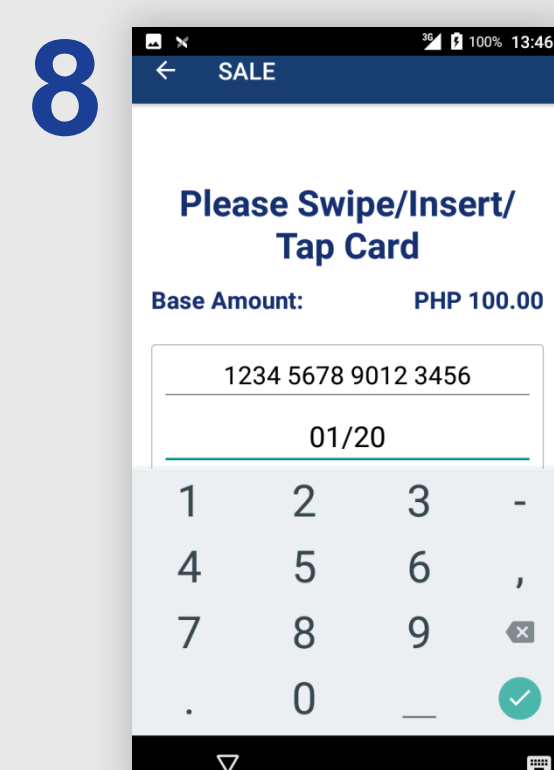 8
3G 100% 13:46
← SALE
Please Swipe/Insert/
Tap Card
Base Amount: PHP 100.00
1234 5678 9012 3456
01/20
1 2 3 -
4 5 6 ,
7 8 9
. 0 _